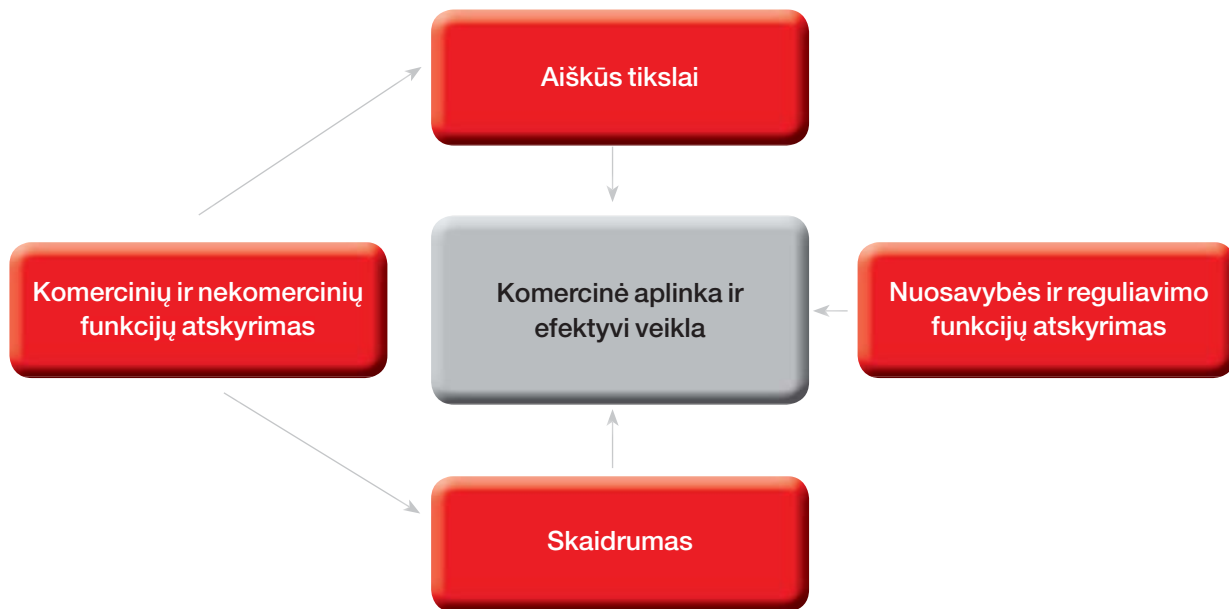 Aiškūs tikslai
Komercinių ir nekomercinių
funkcijų atskyrimas
Komercinė aplinka ir
efektyvi veikla
Nuosavybės ir reguliavimo
funkcijų atskyrimas
Skaidrumas